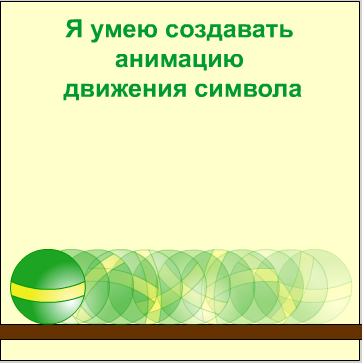 Я умею создавать
анимацию
движения символа